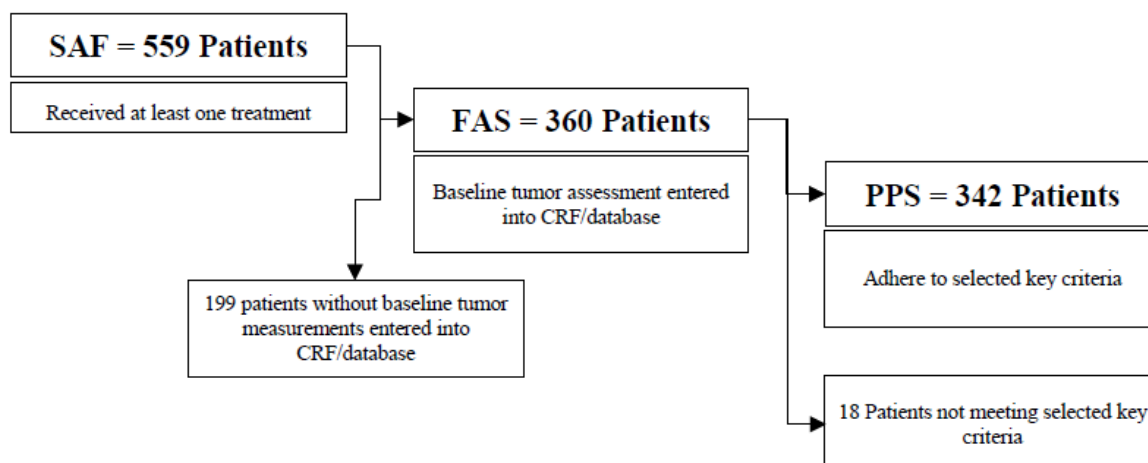 SAF = 559 Patients
Received at least one treatment
FAS = 360 Patients
Baseline tumor assessment entered
into CRF/database
199 patients without baseline tumor
measurements entered into
CRF/database
PPS = 342 Patients
Adhere to selected key criteria
18 Patients not meeting selected key
criteria